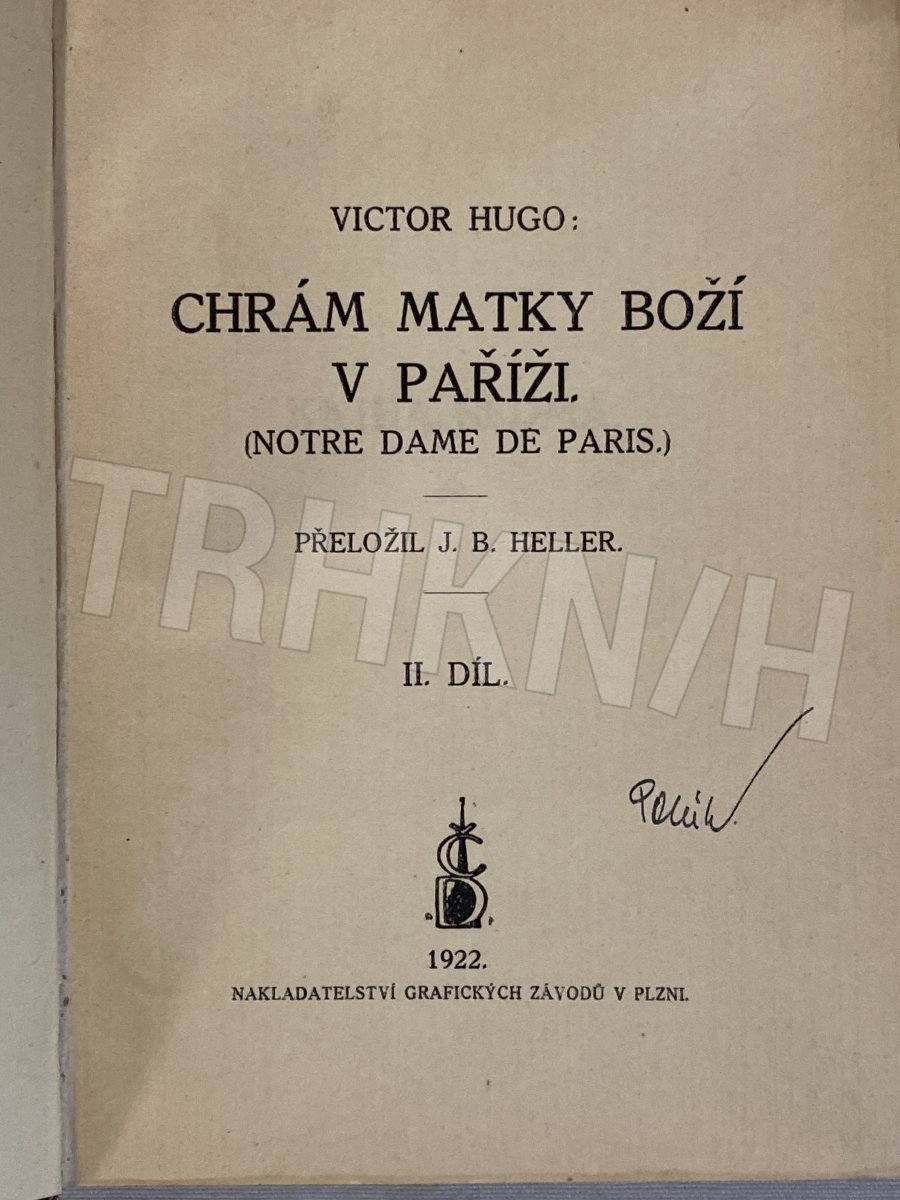 VICTOR HUGO:
CHRÁM MATKY BOŽÍ
V PAŘÍŽI.
(NOTRE DAME DE PARIS.)
PŘELOŽIL J. B. HELLER.
TRHKN/H
II. DÍL.
1922.
NAKLADATELSTVÍ GRAFICKÝCH ZÁVODŮ V PLZNI.